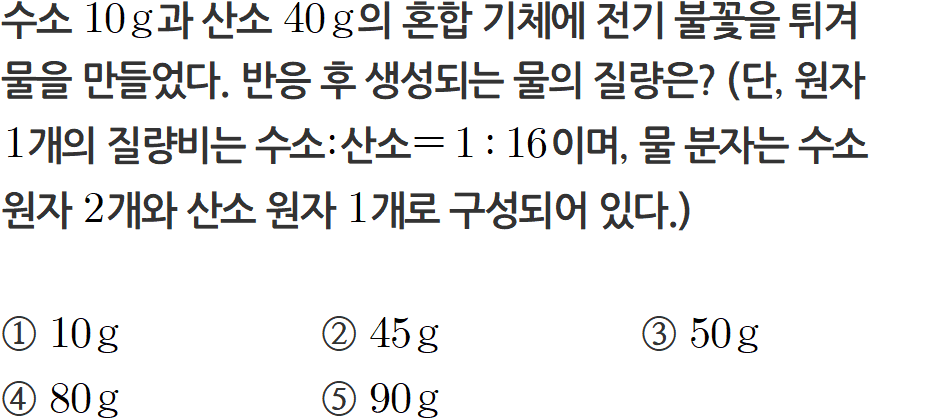 수소 10 g과 산소 40 g의 혼합 기체에 전기 불꽃을 튀겨
물을 만들었다. 반응 후 생성되는 물의 질량은? (단, 원자
1개의 질량비는 수소:산소= 1 : 16이며, 물 분자는 수소
원자 2개와 산소 원자 1개로 구성되어 있다.)
① 10 g ② 45 g ③ 50 g
④ 80 g ⑤ 90 g